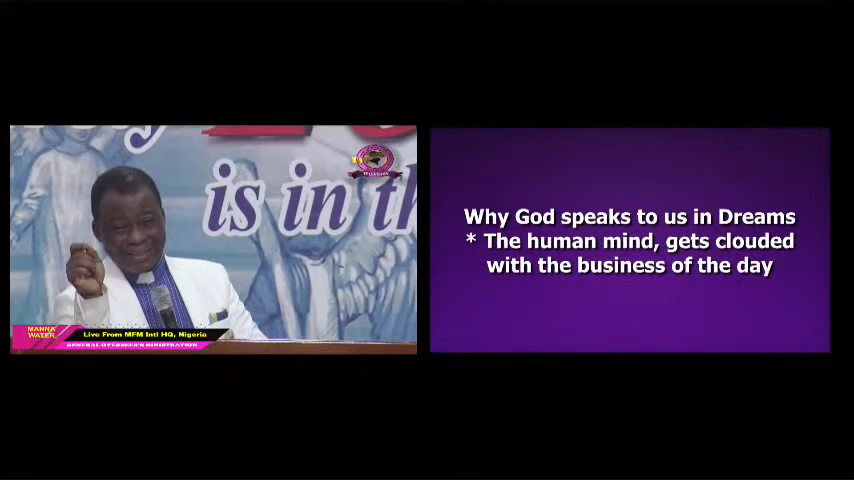 is in th
TELEVISION
MANNA
WATER
Live From MFM Intl HQ, Nigeria
GENERAL OVERSEER'S MINISTRATION
Why God speaks to us in Dreams
* The human mind, gets clouded
with the business of the day